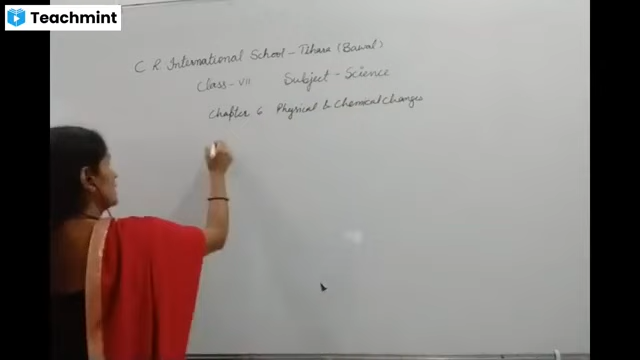 Teachmint
C R. International School - Tihara (Bawal)
Class - VII Subject - Science
Chapter 6 Physical & Chemical Changes